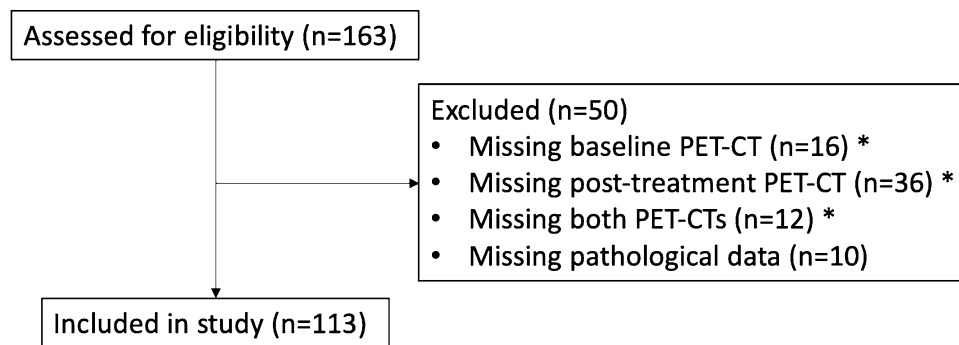 Assessed for eligibility (n=163)
Excluded (n=50)
• Missing baseline PET-CT (n=16) *
• Missing post-treatment PET-CT (n=36) *
• Missing both PET-CTs (n=12) *
• Missing pathological data (n=10)
Included in study (n=113)